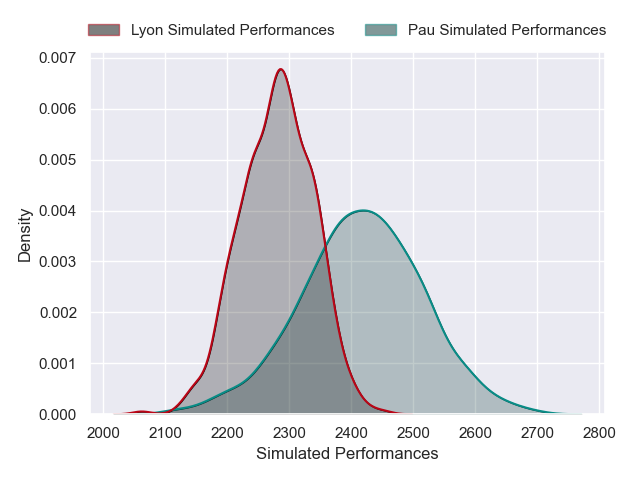 Lyon Simulated Performances
Pau Simulated Performances
0.007
0.006
0.005
0.004
0.003
0.002
0.001
0.000
Density
2000 2100 2200 2300 2400 2500 2600 2700 2800
Simulated Performances